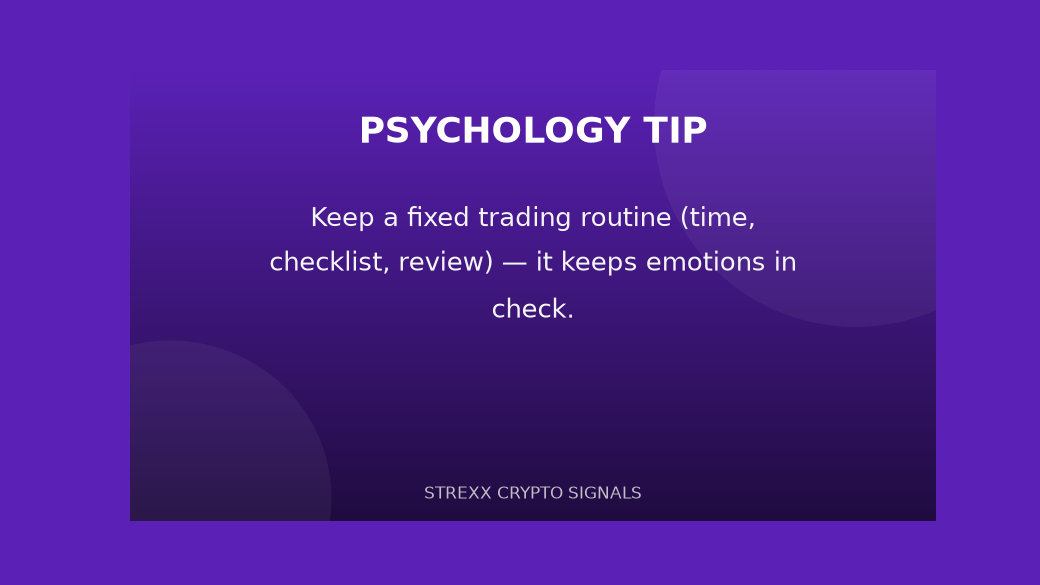 PSYCHOLOGY TIP
Keep a fixed trading routine (time,
checklist, review) — it keeps emotions in
check.
STREXX CRYPTO SIGNALS